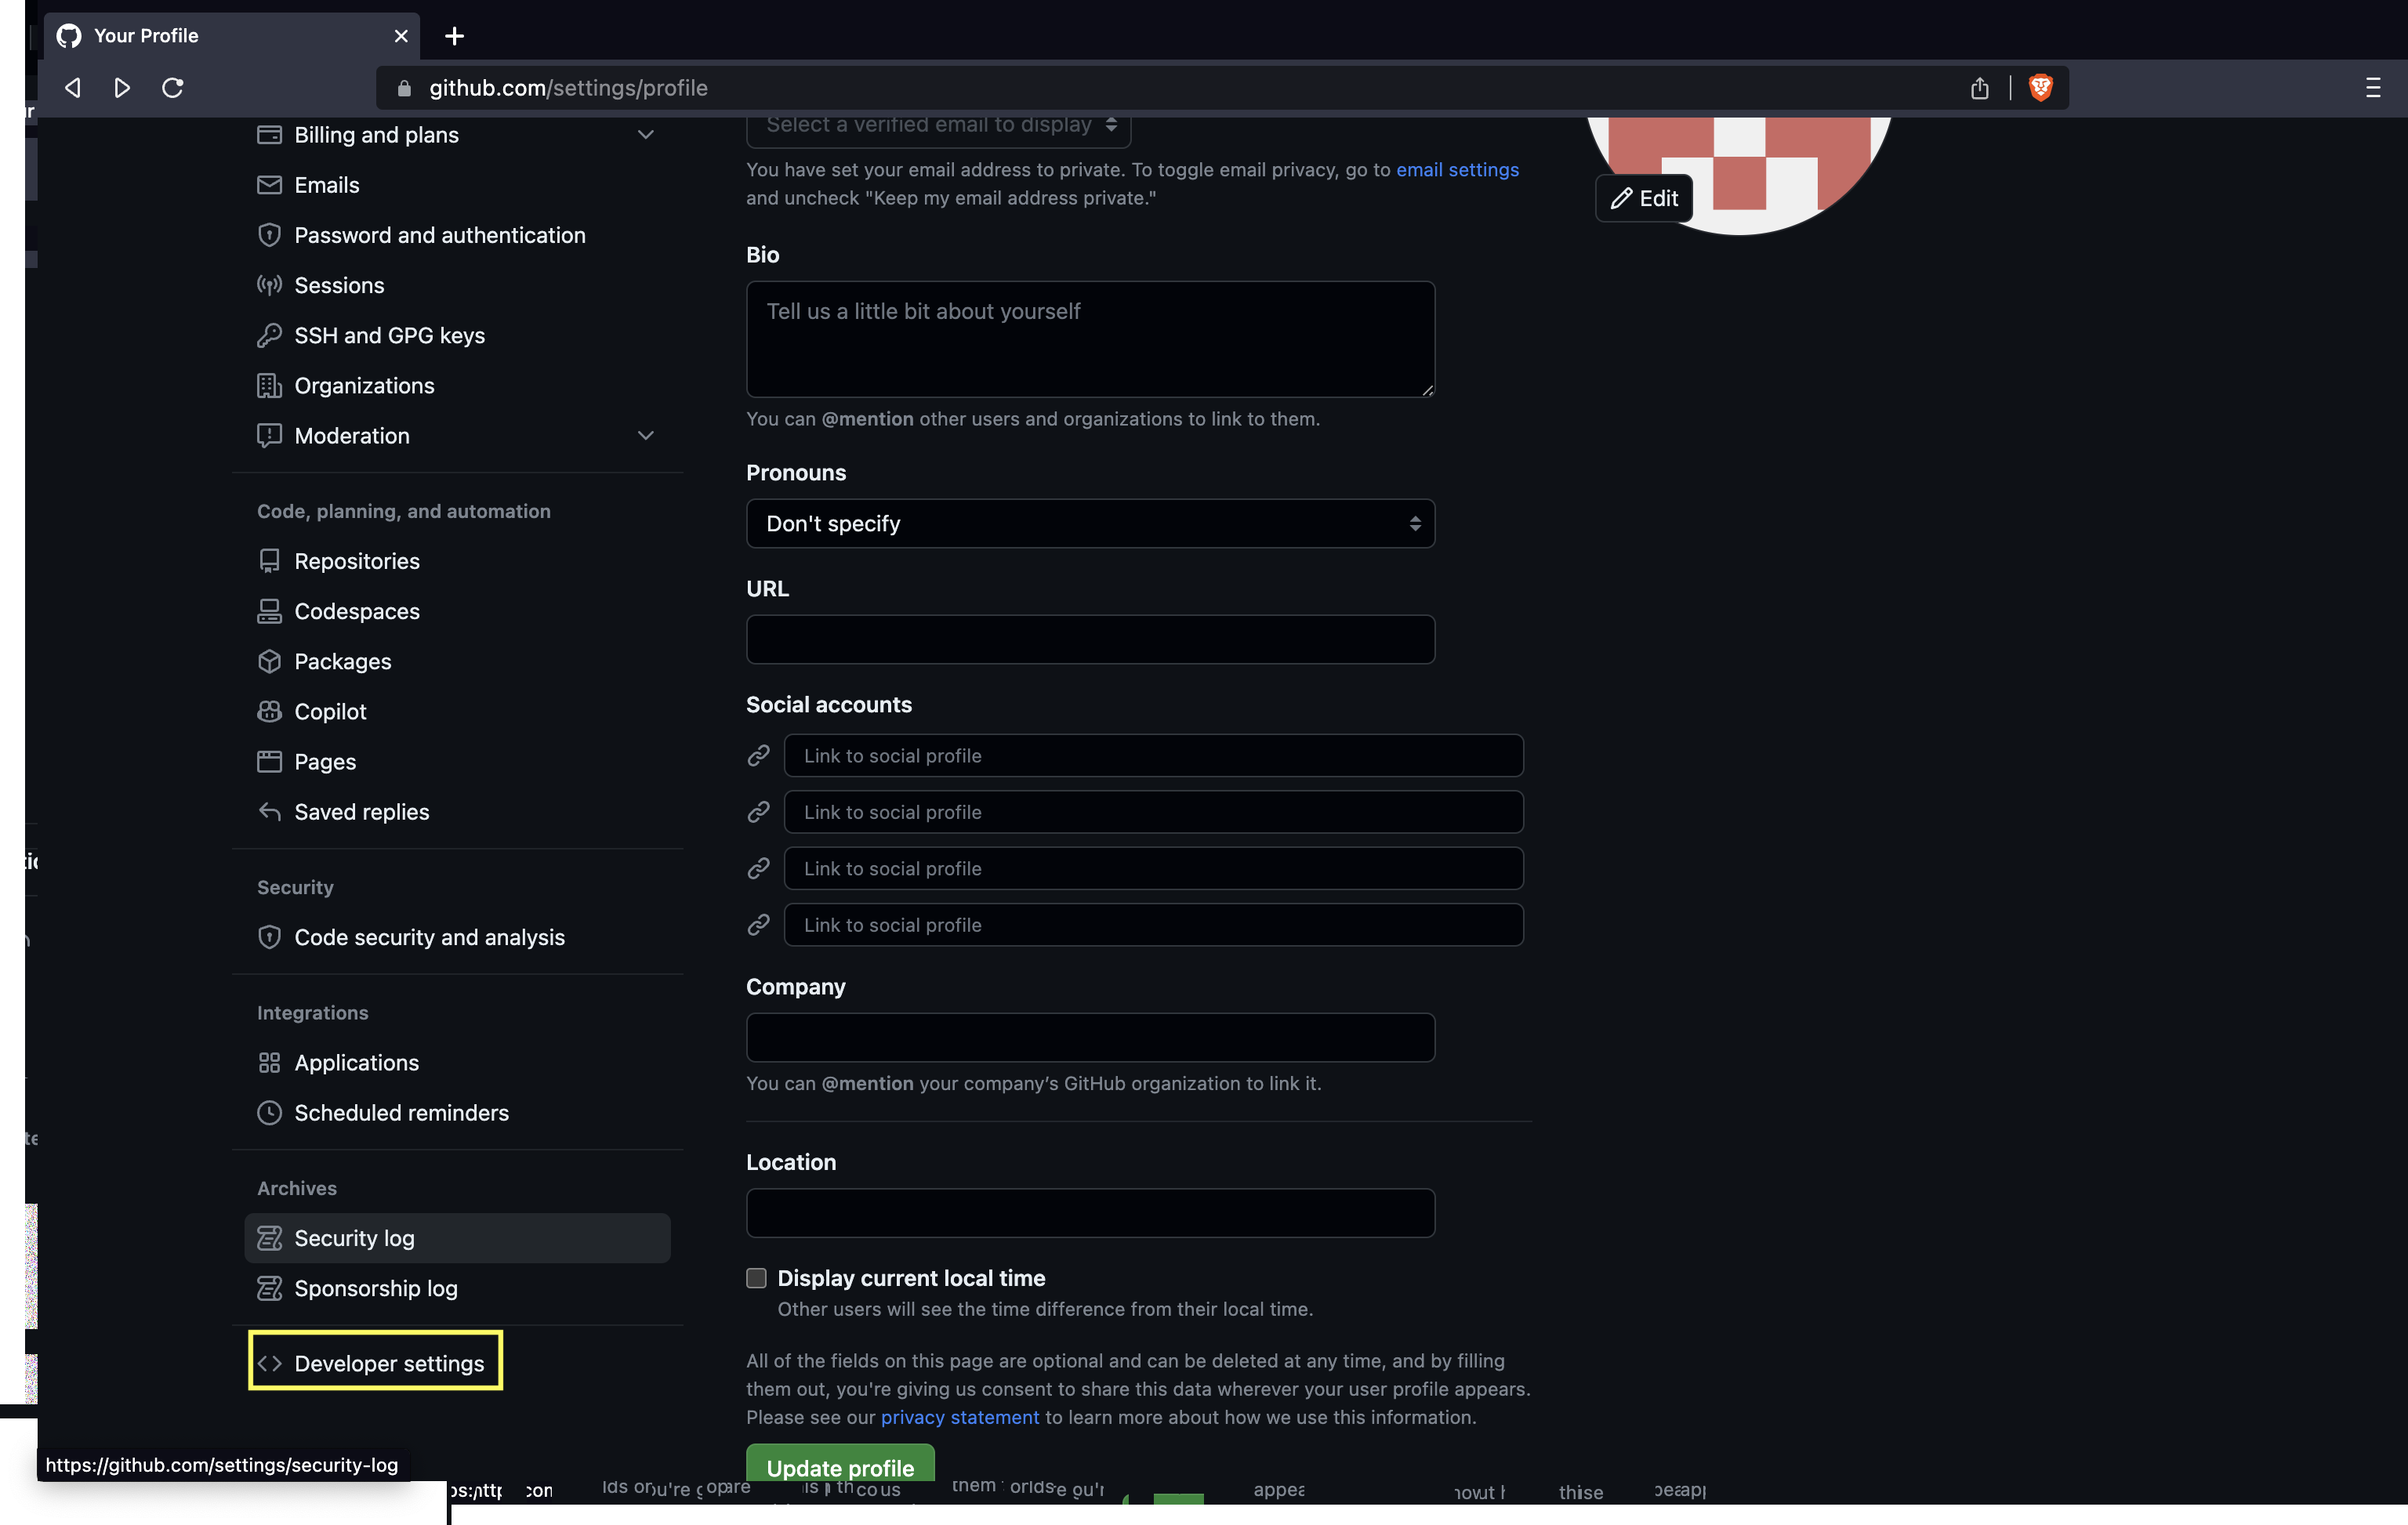 Your Profile
github.com/settings/profile
Billing and plans
Emails
Password and authentication
Sessions
SSH and GPG keys
Organizations
Moderation
Code, planning, and automation
Repositories
Codespaces
Packages
Copilot
Pages
Saved replies
Security
Code security and analysis
Integrations
Applications
Scheduled reminders
Archives
Security log
Sponsorship log
Developer settings
https://github.com/settings/security-log
Select a verified email to display
You have set your email address to private. To toggle email privacy, go to email settings
and uncheck "Keep my email address private."
Edit
Bio
Tell us a little bit about yourself
You can @mention other users and organizations to link to them.
Pronouns
Don't specify
URL
Social accounts
Link to social profile
Link to social profile
Link to social profile
Link to social profile
Company
You can @mention your company’s GitHub organization to link it.
Location
Display current local time
Other users will see the time difference from their local time.
All of the fields on this page are optional and can be deleted at any time, and by filling
them out, you're giving us consent to share this data wherever your user profile appears.
Please see our privacy statement to learn more about how we use this information.
Update profile